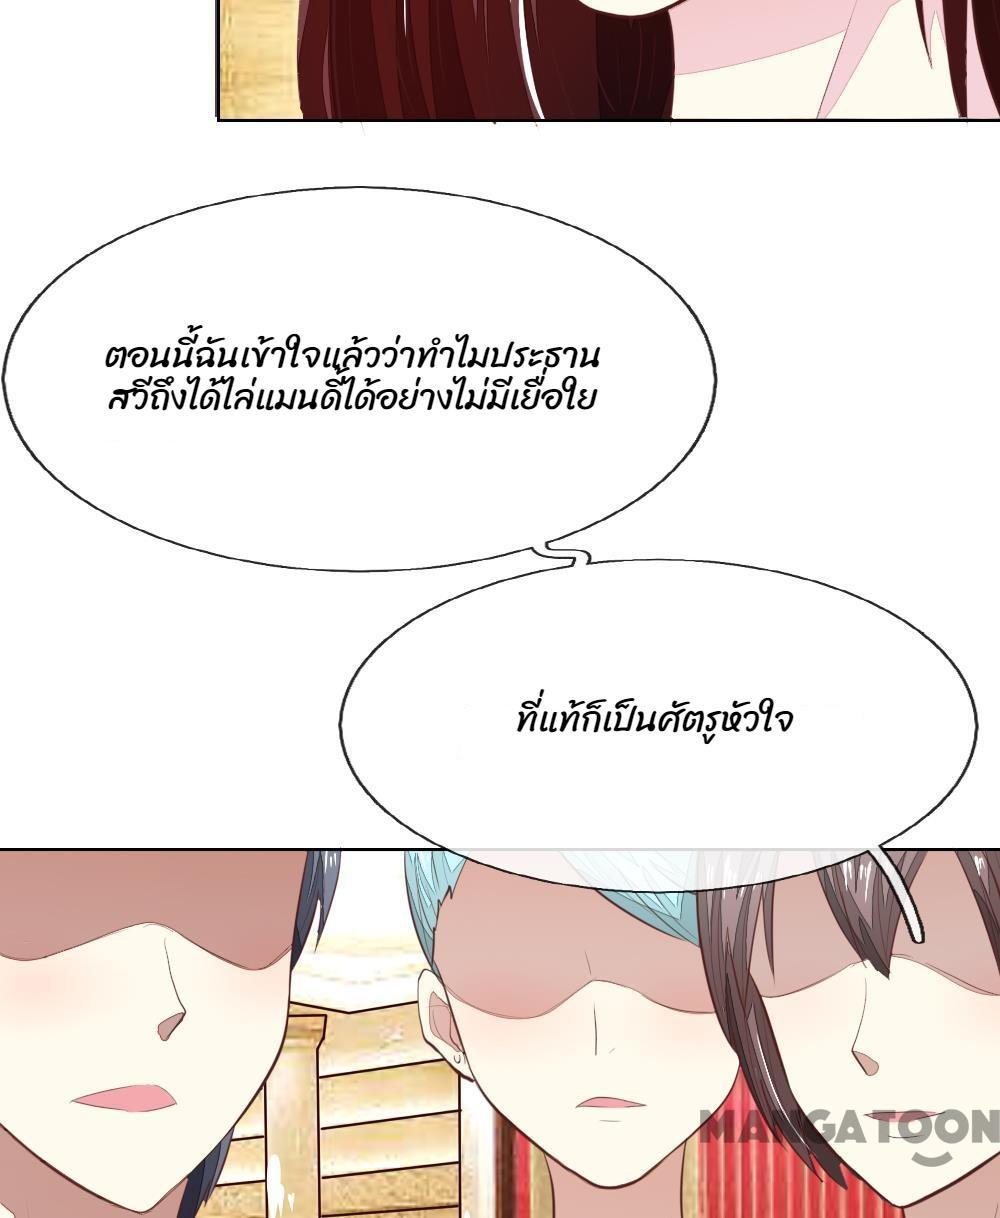 ตอนนี้ฉันเข้าใจแล้วว่าทำไมประธาน
สวีถึงได้ไล่แมนดี้ได้อย่างไม่มีเยื่อใย
ที่แท้ก็เป็นศัตรูหัวใจ
MANGATOON